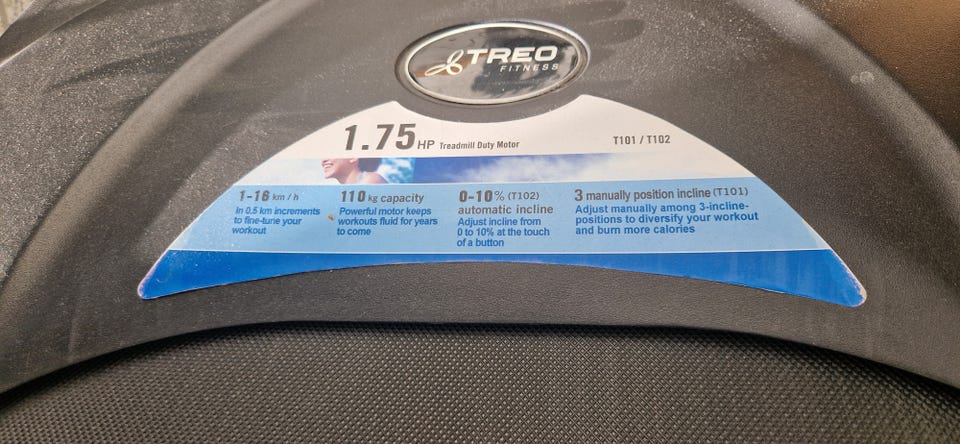 TREO
FITNESS
1.75 HP Treadmill Duty Motor
T101 / T102
1-16 km / h
In 0.5 km increments
to fine-tune your
workout
110 kg capacity
Powerful motor keeps
workouts fluid for years
to come
0-10% (T102)
automatic incline
Adjust incline from
0 to 10% at the touch
of a button
3 manually position incline (T101)
Adjust manually among 3-incline-
positions to diversify your workout
and burn more calories